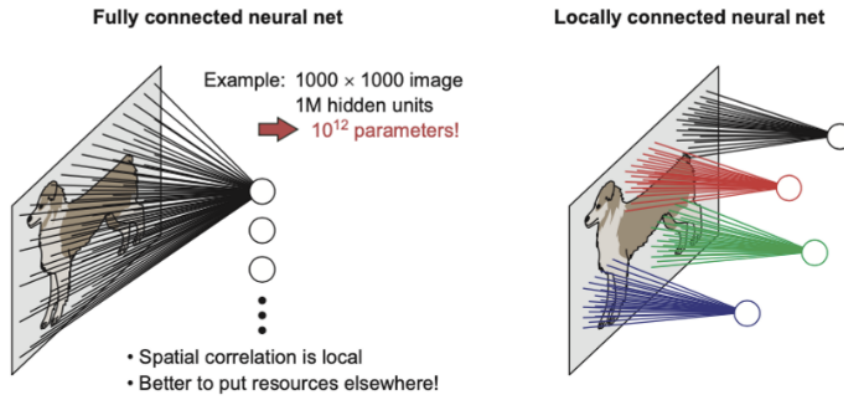 Fully connected neural net
Locally connected neural net
Example: 1000 × 1000 image
1M hidden units
10¹² parameters!
• Spatial correlation is local
• Better to put resources elsewhere!